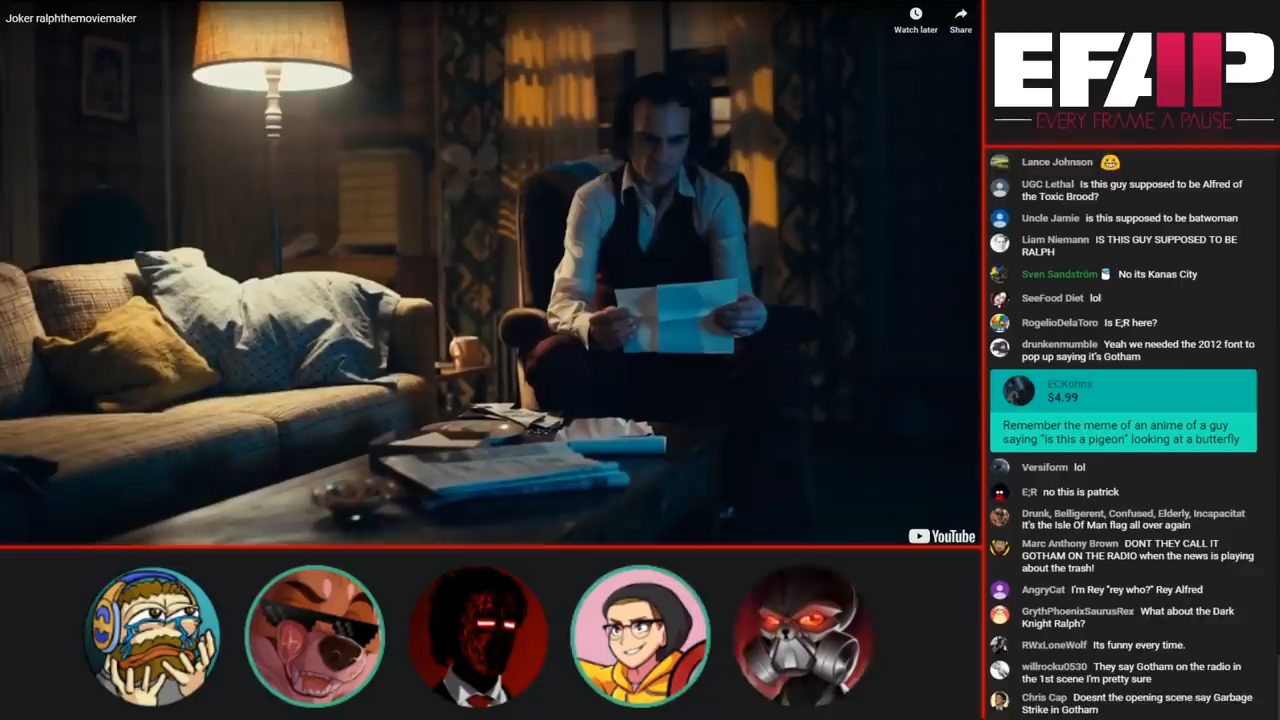 Joker ralphthemoviemaker
Watch later
Share
YouTube
EFAP
EVERY FRAME A PAUSE
Lance Johnson
UGC Lethal Is this guy supposed to be Alfred of
the Toxic Brood?
Uncle Jamie is this supposed to be batwoman
Liam Niemann IS THIS GUY SUPPOSED TO BE
RALPH
Sven Sandström No its Kanas City
SeeFood Diet lol
RogelioDelaToro Is E;R here?
drunkenmumble Yeah we needed the 2012 font to
pop up saying it's Gotham
ECKohns
$4.99
Remember the meme of an anime of a guy
saying "is this a pigeon" looking at a butterfly
Versiform lol
E;R no this is patrick
Drunk, Belligerent, Confused, Elderly, Incapacitat
It's the Isle Of Man flag all over again
Marc Anthony Brown DONT THEY CALL IT
GOTHAM ON THE RADIO when the news is playing
about the trash!
AngryCat I'm Rey "rey who?" Rey Alfred
GrythPhoenixSaurusRex What about the Dark
Knight Ralph?
RWxLoneWolf Its funny every time.
willrocku0530 They say Gotham on the radio in
the 1st scene I'm pretty sure
Chris Cap Doesnt the opening scene say Garbage
Strike in Gotham